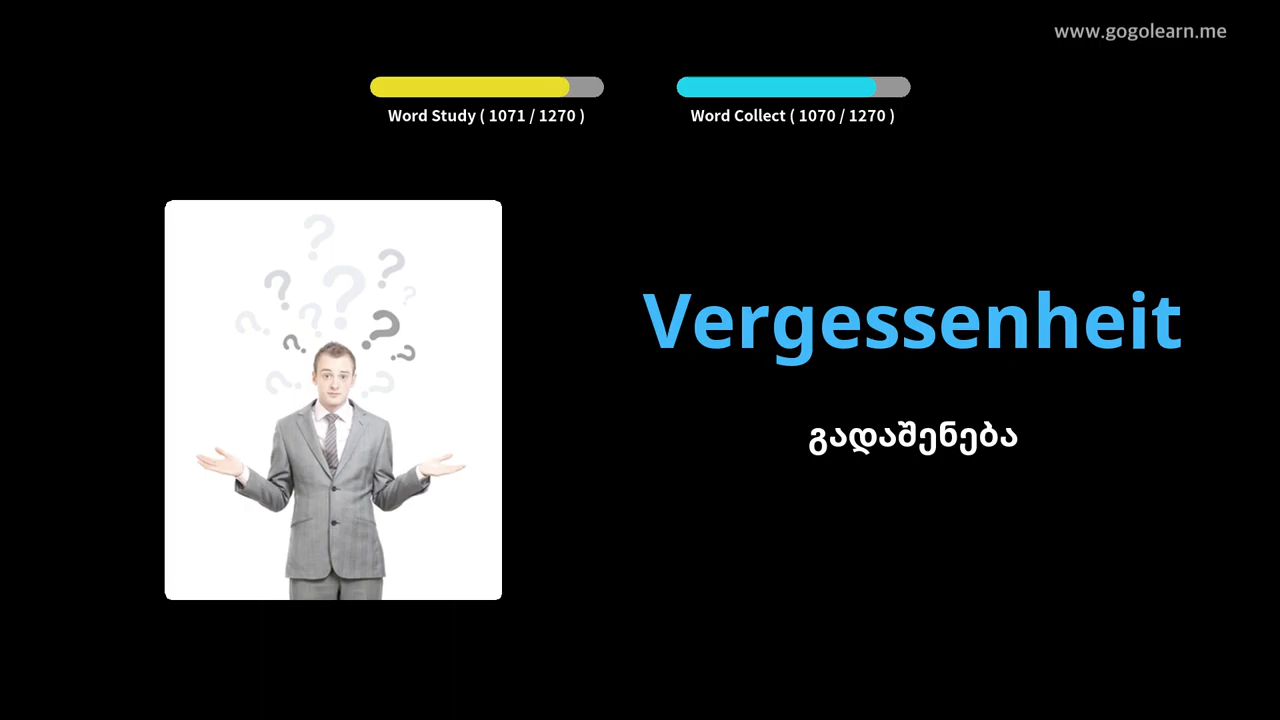 www.gogolearn.me
Word Study ( 1071 / 1270 )
Word Collect ( 1070 / 1270 )
Vergessenheit
გადაშენება